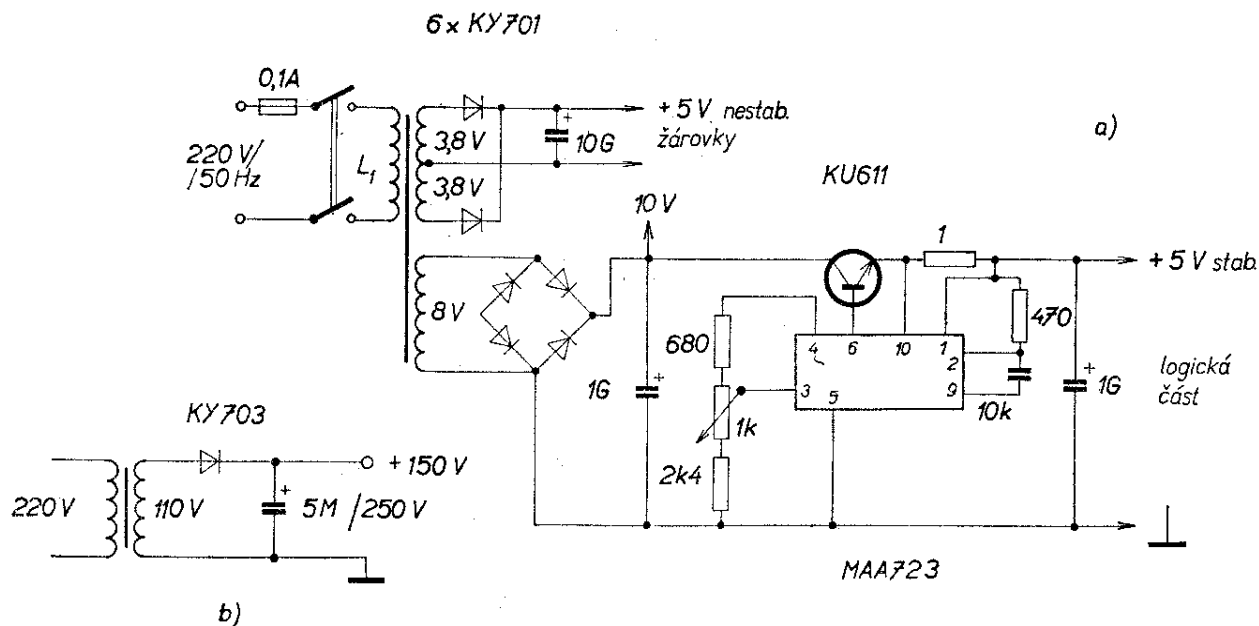 6x KY701
0,1A
220 V/
/50 Hz
L1
3,8 V
3,8 V
8 V
10G
+ 5 V nestab.
žárovky
a)
KU611
10 V
1
+ 5 V stab.
470
680
4
6
10
1
2
3
5
9
1G
1k
10k
1G
logická
část
2k4
MAA723
KY703
220 V
110 V
+ 150 V
5M /250 V
b)